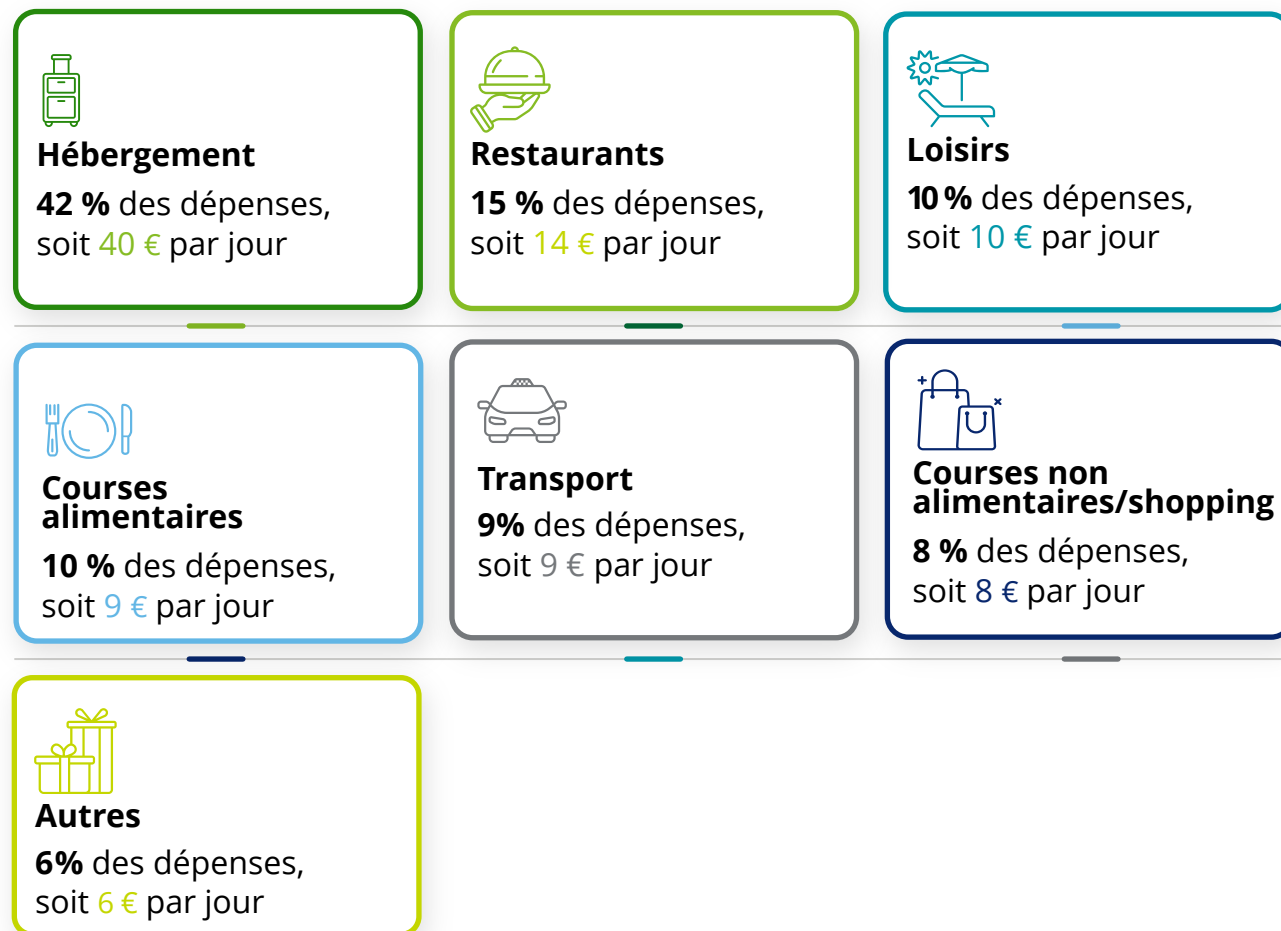 Hébergement
42 % des dépenses,
soit 40 € par jour
Restaurants
15 % des dépenses,
soit 14 € par jour
Loisirs
10 % des dépenses,
soit 10 € par jour
Courses
alimentaires
10 % des dépenses,
soit 9 € par jour
Transport
9% des dépenses,
soit 9 € par jour
Courses non
alimentaires/shopping
8 % des dépenses,
soit 8 € par jour
Autres
6% des dépenses,
soit 6 € par jour